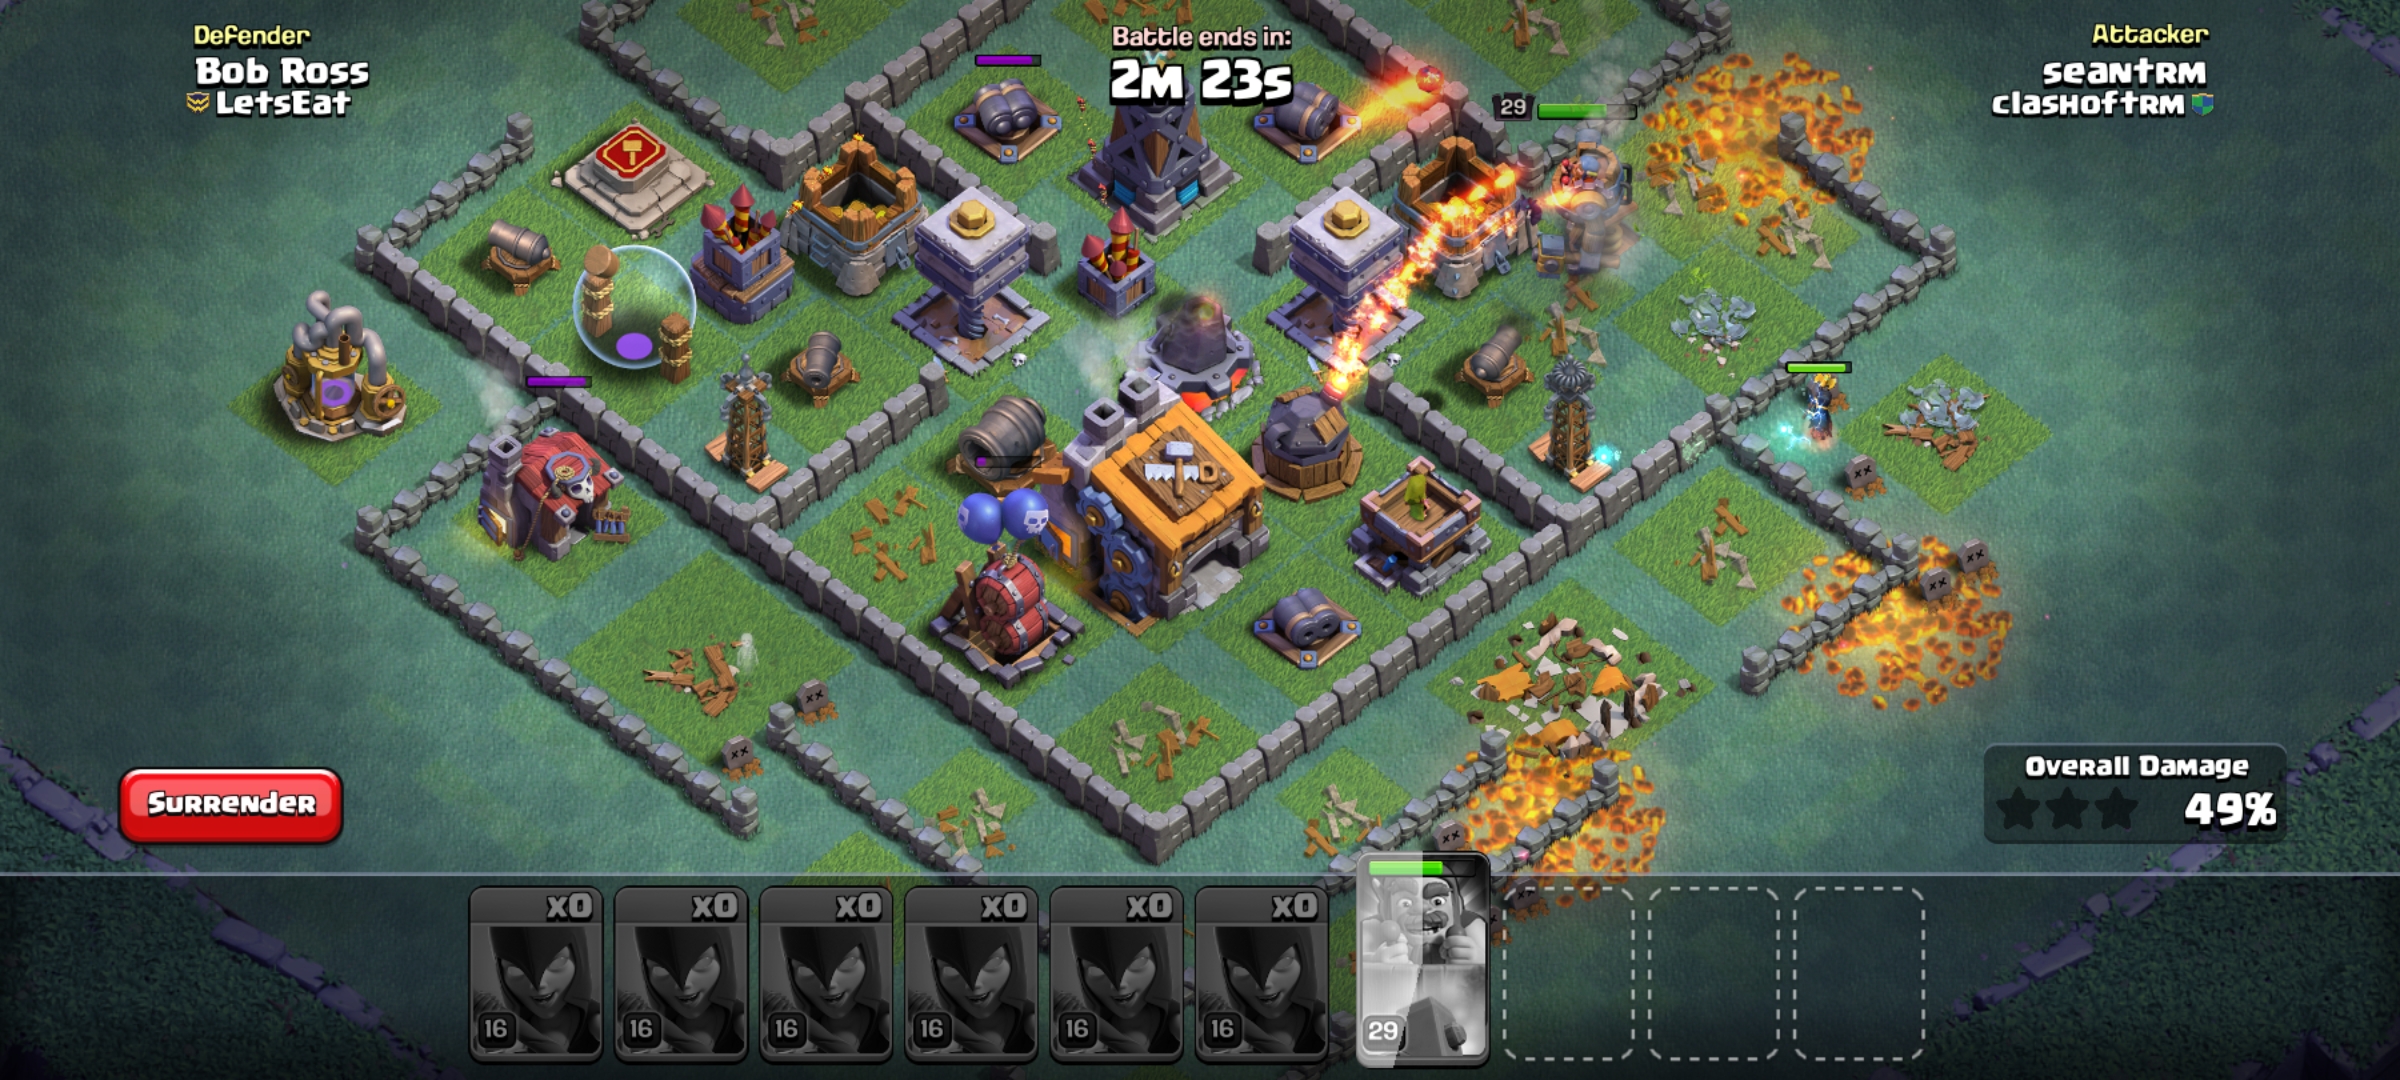 Defender
Bob Ross
LetsEat
Battle ends in:
2M 23s
Attacker
seantRM
clashoftRM
29
Surrender
Overall Damage
49%
x0
x0
x0
x0
x0
x0
16
16
16
16
16
16
29